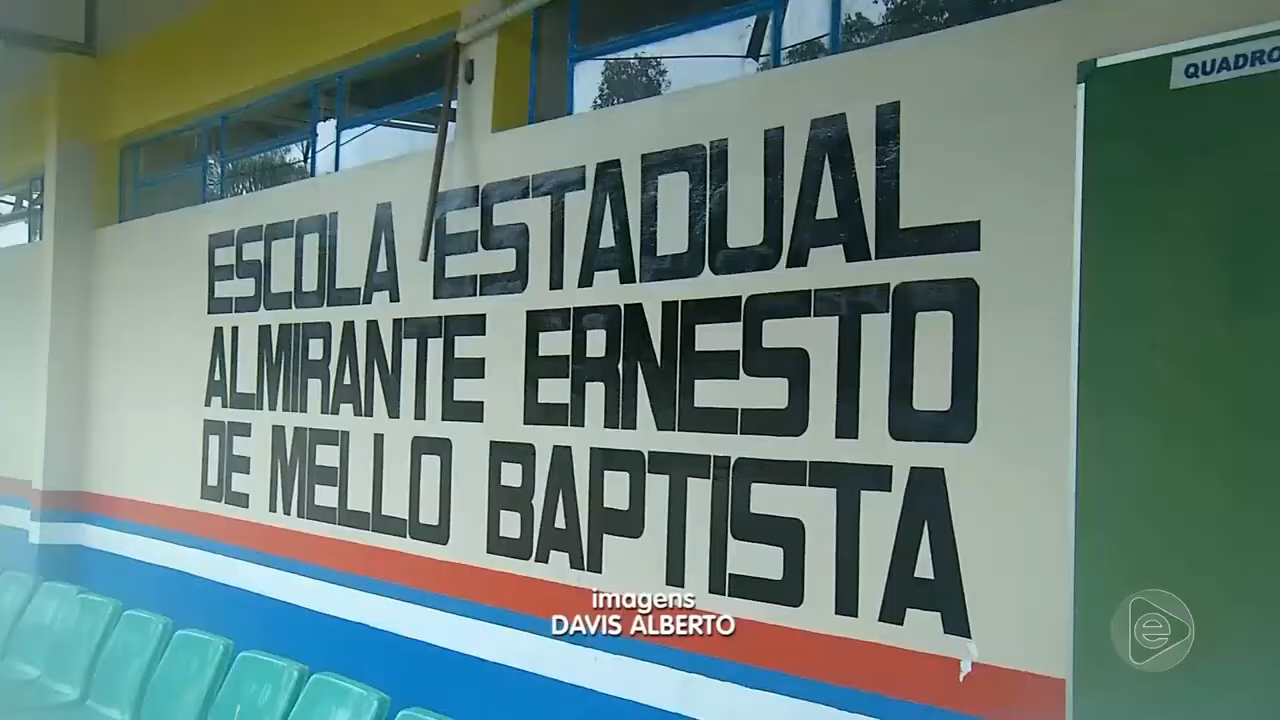 QUADRO
ESCOLA ESTADUAL
ALMIRANTE ERNESTO
DE MELLO BAPTISTA
imagens
DAVIS ALBERTO
e